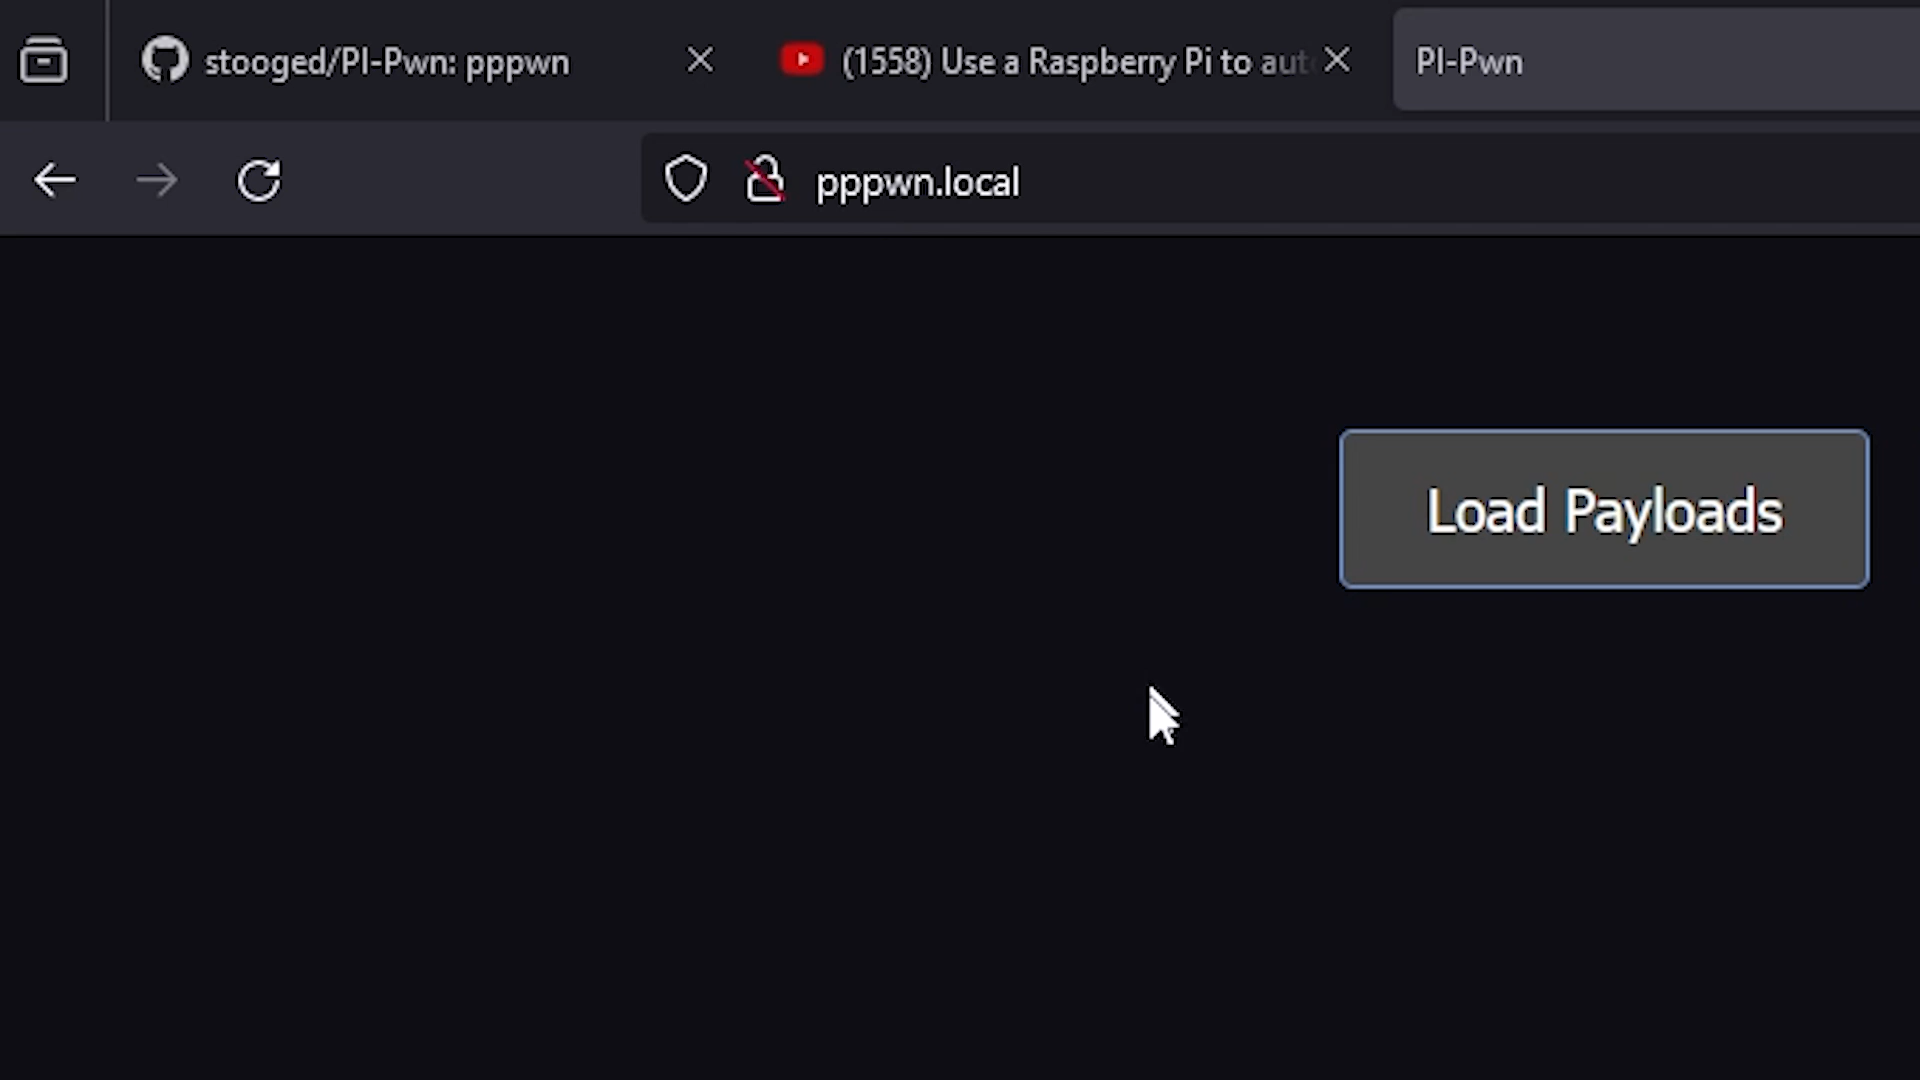 stooged/PI-Pwn: pppwn
(1558) Use a Raspberry Pi to aut
PI-Pwn
pppwn.local
Load Payloads